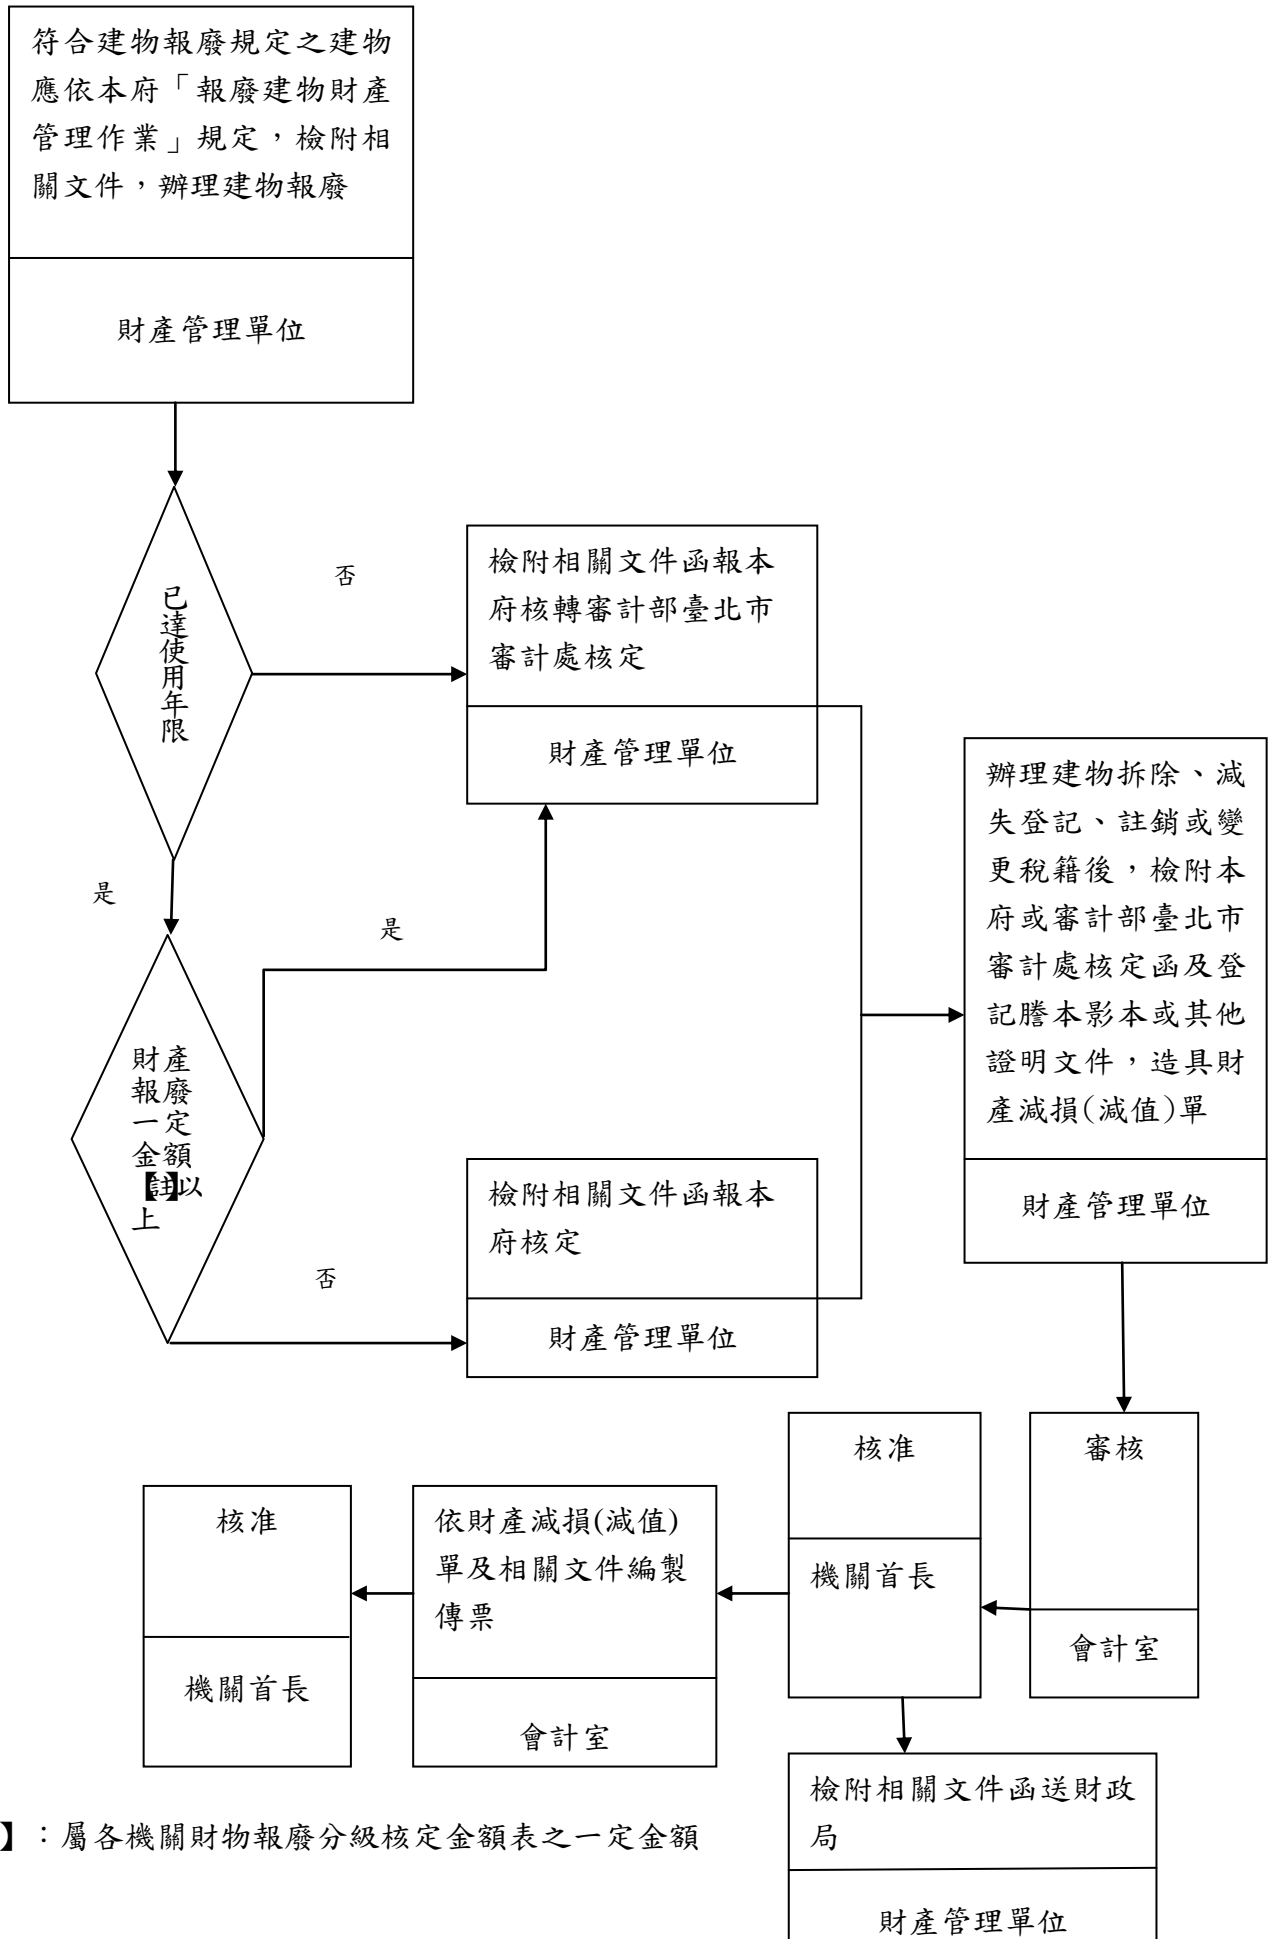 符合建物報廢規定之建物
應依本府「報廢建物財產
管理作業」規定，檢附相
關文件，辦理建物報廢
財產管理單位
已達使用年限
否
檢附相關文件函報本
府核轉審計部臺北市
審計處核定
財產管理單位
是
是
財產
報廢
一定
金額
【註】以
上
否
檢附相關文件函報本
府核定
財產管理單位
辦理建物拆除、減
失登記、註銷或變
更稅籍後，檢附本
府或審計部臺北市
審計處核定函及登
記謄本影本或其他
證明文件，造具財
產減損(減值)單
財產管理單位
審核
會計室
核准
機關首長
依財產減損(減值)
單及相關文件編製
傳票
會計室
核准
機關首長
檢附相關文件函送財政
局
財產管理單位
】：屬各機關財物報廢分級核定金額表之一定金額